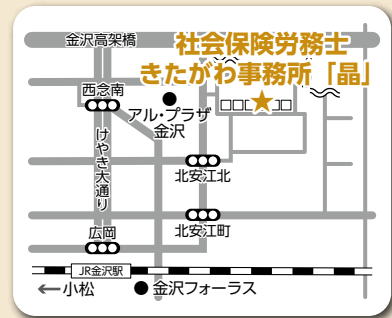 金沢高架橋
社会保険労務士
きたがわ事務所「晶」
西念南
アル・プラザ
金沢
けやき大通り
北安江北
北安江町
広岡
JR金沢駅
←小松
金沢フォーラス